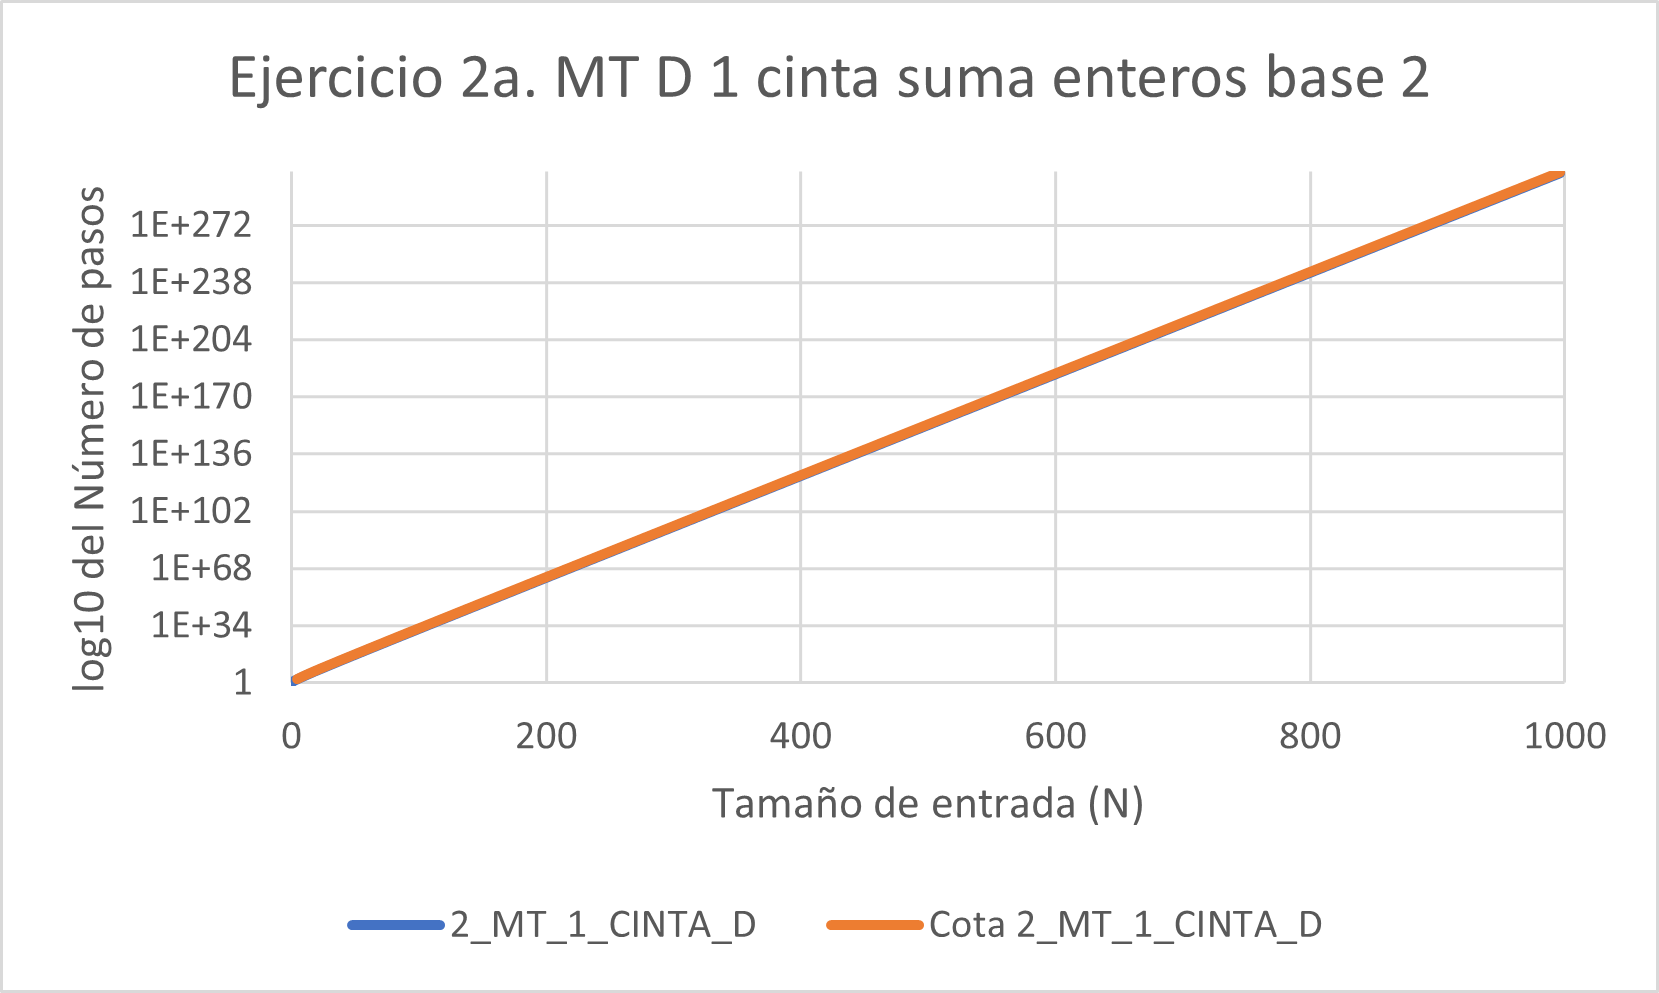 Ejercicio 2a. MT D 1 cinta suma enteros base 2
log10 del Número de pasos
1E+272
1E+238
1E+204
1E+170
1E+136
1E+102
1E+68
1E+34
1
0 200 400 600 800 1000
Tamaño de entrada (N)
2_MT_1_CINTA_D Cota 2_MT_1_CINTA_D